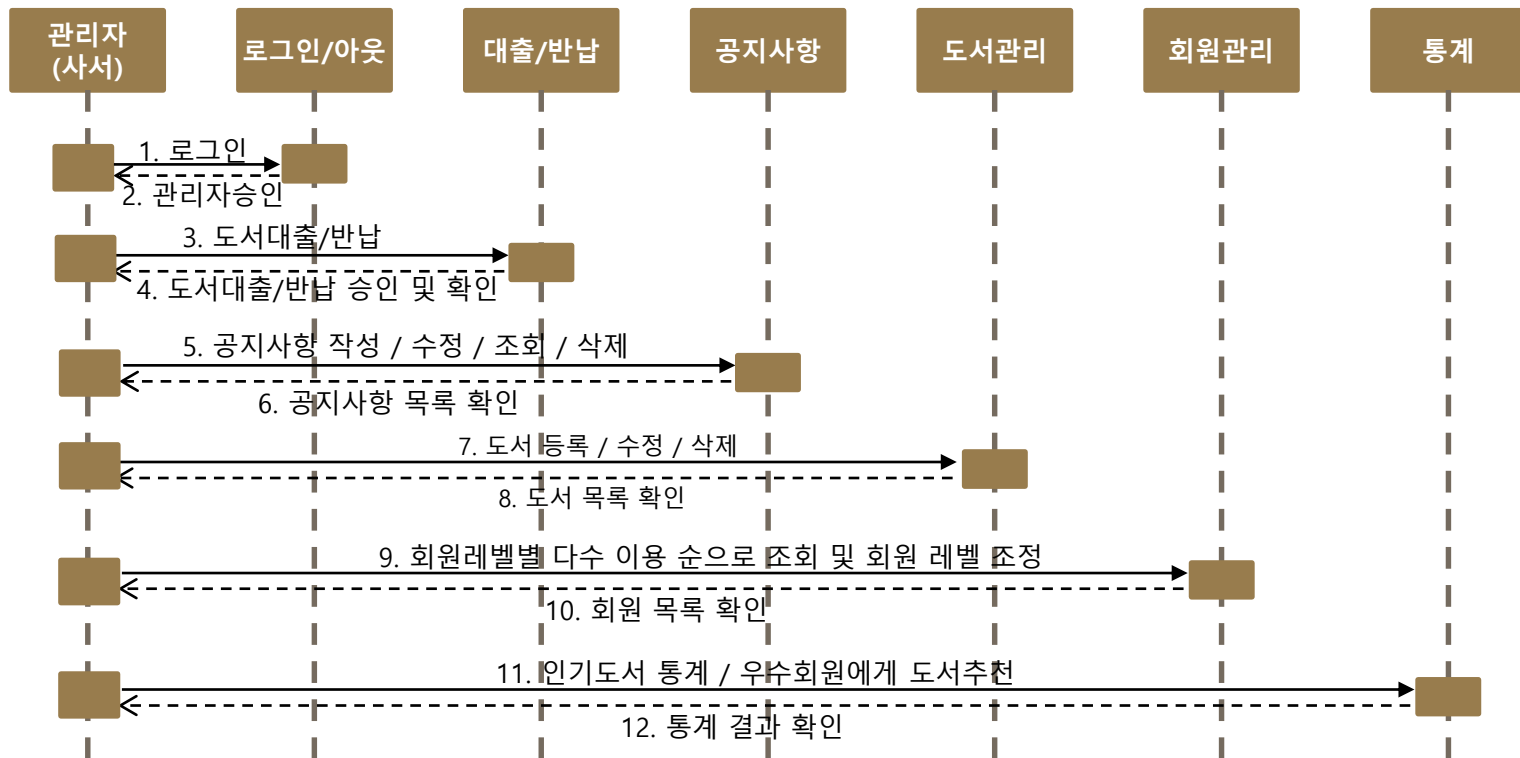 관리자
(사서)
로그인/아웃
대출/반납
공지사항
도서관리
회원관리
통계
1. 로그인
2. 관리자승인
3. 도서대출/반납
4. 도서대출/반납 승인 및 확인
5. 공지사항 작성 / 수정 / 조회 / 삭제
6. 공지사항 목록 확인
7. 도서 등록 / 수정 / 삭제
8. 도서 목록 확인
9. 회원레벨별 다수 이용 순으로 조회 및 회원 레벨 조정
10. 회원 목록 확인
11. 인기도서 통계 / 우수회원에게 도서추천
12. 통계 결과 확인